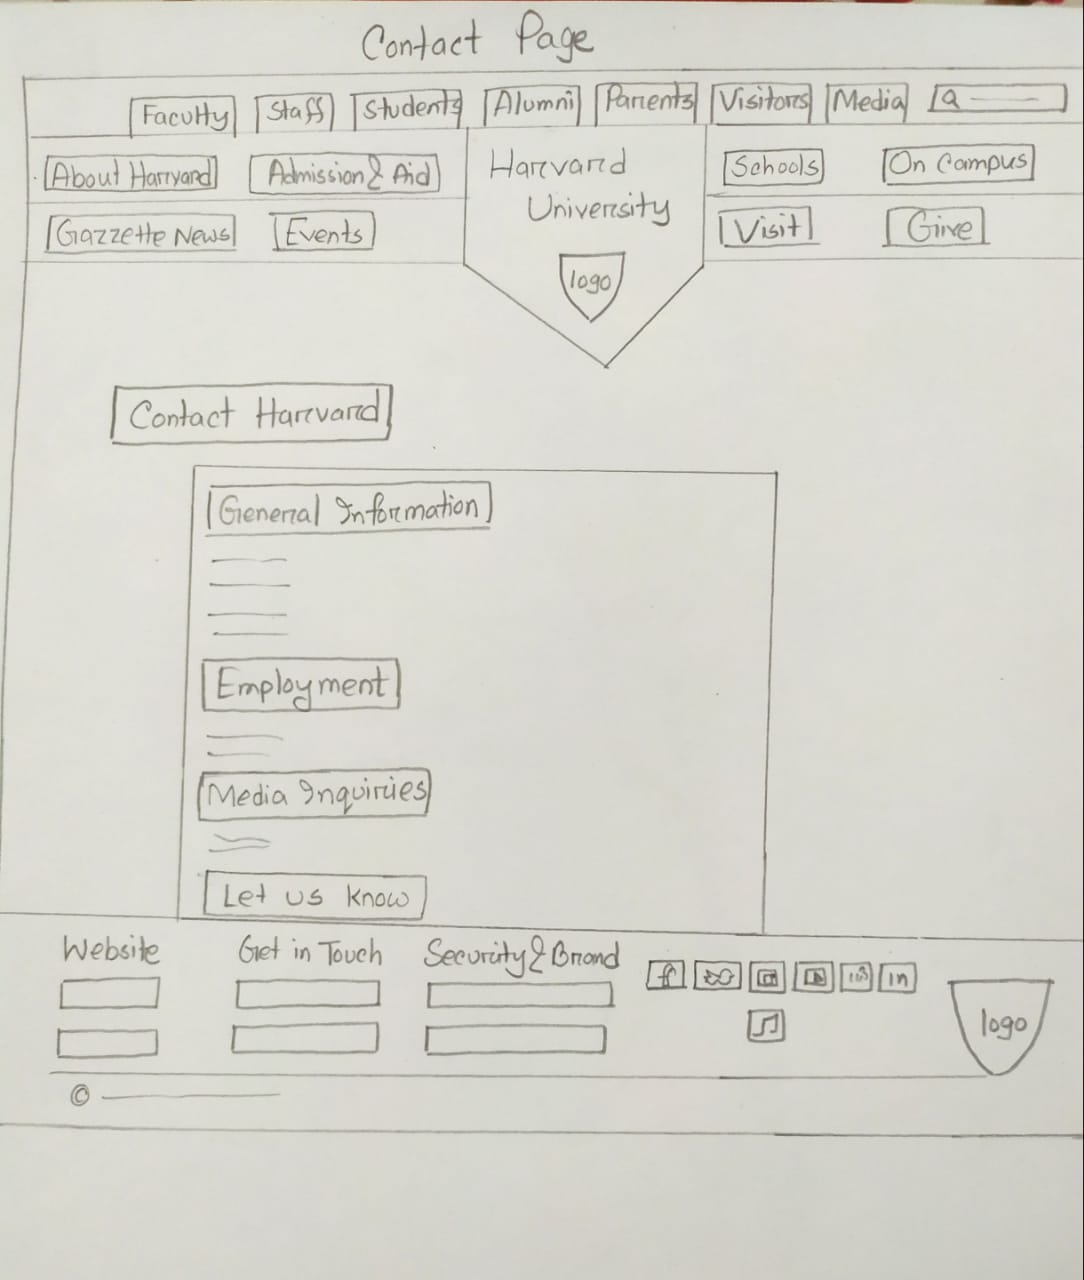 Contact Page
Faculty Staff Students Alumni Parents Visitors Media
About Harvard Admission & Aid Harvard University Schools On Campus
Gazzette News Events Visit Give
logo
Contact Harvard
General Information
Employment
Media Inquiries
Let us know
Website Get in Touch Security & Brand
f in
logo
©